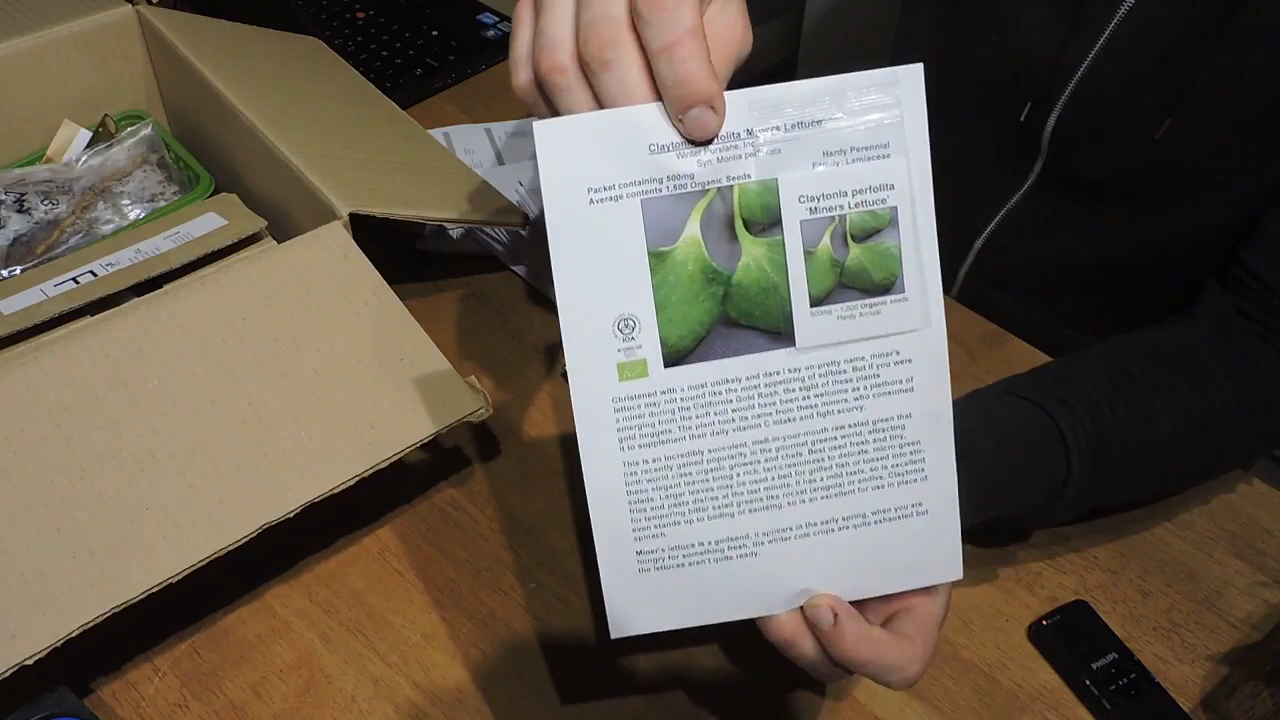 Claytonia perfolita 'Miners Lettuce'
Winter Purslane, Inc
Syn: Montia perfoliata
Hardy Perennial
Family: Lamiaceae
Packet containing 500mg
Average contents 1,500 Organic Seeds
Claytonia perfolita
'Miners Lettuce'
500mg ~ 1,500 Organic seeds
Hardy Annual
IOA
Christened with a most unlikely and dare I say un-pretty name, miner's
lettuce may not sound like the most appetizing of edibles. But if you were
a miner during the California Gold Rush, the sight of these plants
emerging from the soft soil would have been as welcome as a plethora of
gold nuggets. The plant took its name from these miners, who consumed
it to supplement their daily vitamin C intake and fight scurvy.
This is an incredibly succulent, melt-in-your-mouth raw salad green that
has recently gained popularity in the gourmet greens world; attracting
both world class organic growers and chefs. Best used fresh and tiny,
these elegant leaves bring a rich, tart-creaminess to delicate, micro-green
salads. Larger leaves may be used a bed for grilled fish or tossed into stir-
fries and pasta dishes at the last minute. It has a mild taste, so is excellent
for tempering bitter salad greens like rocket (arugula) or endive. Claytonia
even stands up to boiling or sautéing, so is an excellent for use in place of
spinach.
Miner's lettuce is a godsend, it appears in the early spring, when you are
hungry for something fresh, the winter cole crops are quite exhausted but
the lettuces aren't quite ready.
PHILIPS